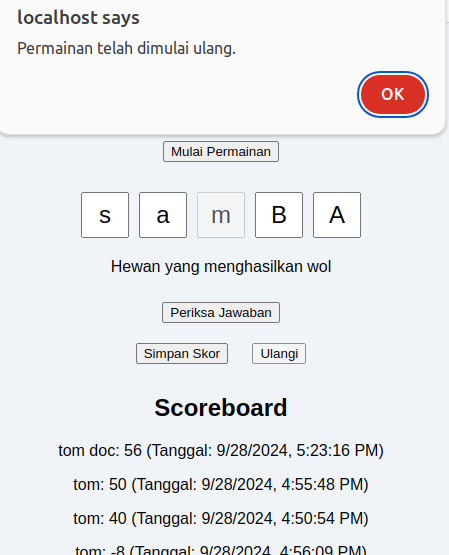 localhost says
Permainan telah dimulai ulang.
OK
Mulai Permainan
s a m B A
Hewan yang menghasilkan wol
Periksa Jawaban
Simpan Skor Ulangi
Scoreboard
tom doc: 56 (Tanggal: 9/28/2024, 5:23:16 PM)
tom: 50 (Tanggal: 9/28/2024, 4:55:48 PM)
tom: 40 (Tanggal: 9/28/2024, 4:50:54 PM)
tom: -8 (Tanggal: 9/28/2024, 4:56:09 PM)